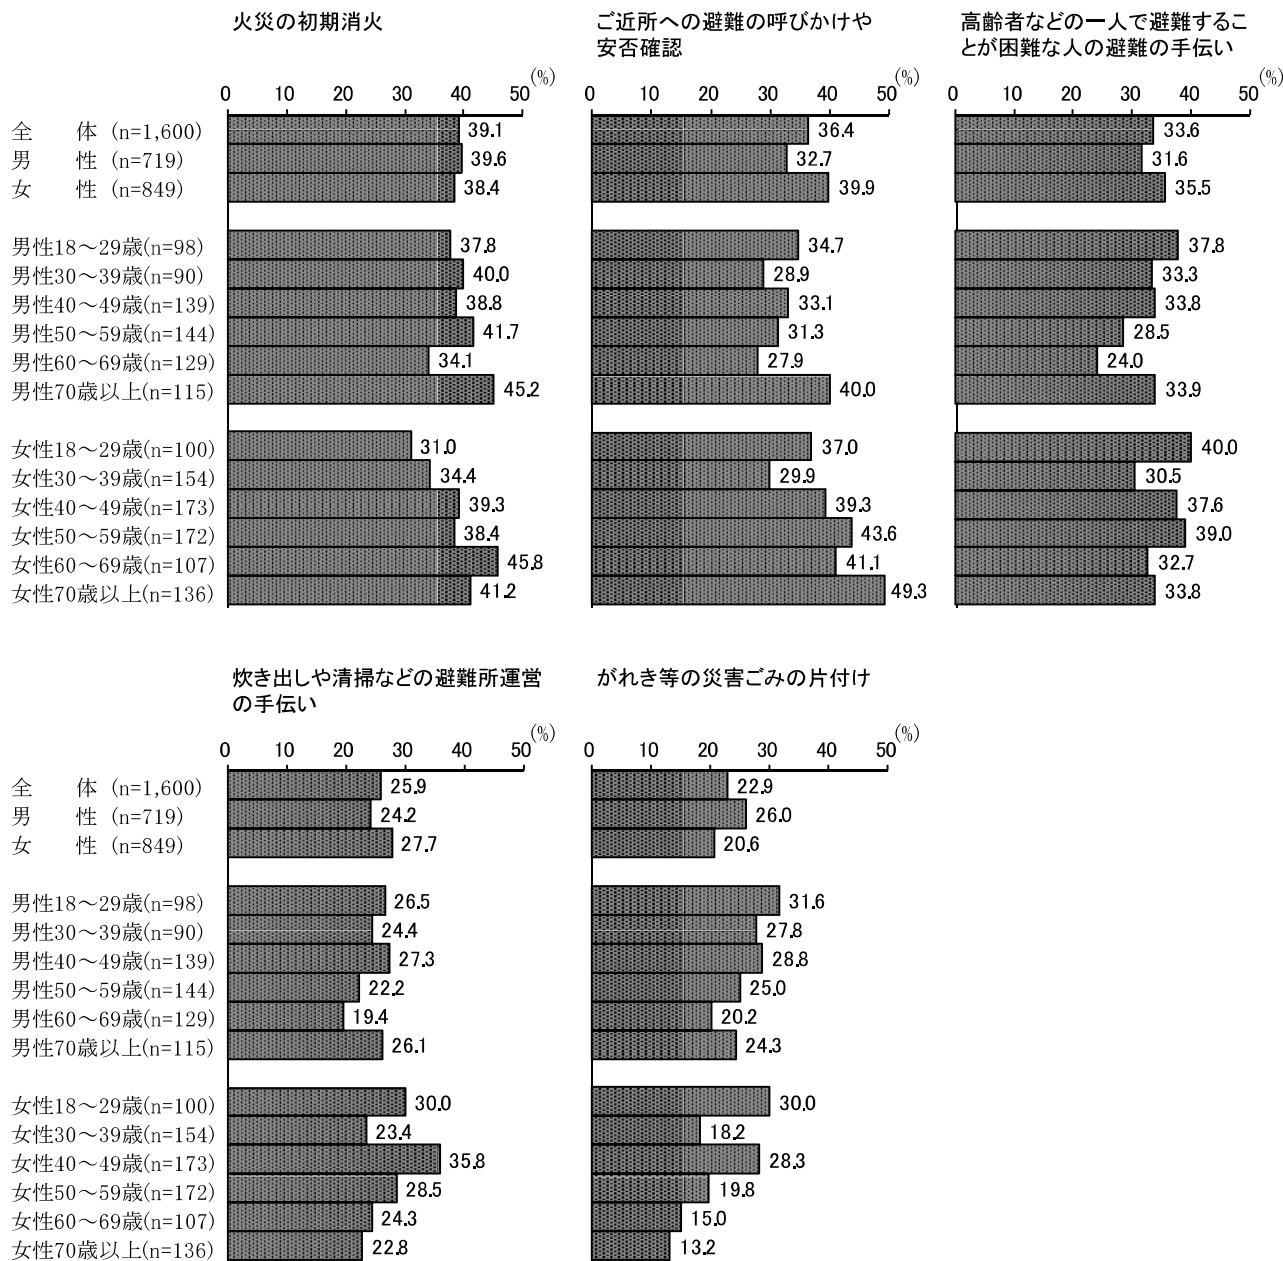 火災の初期消火
ご近所への避難の呼びかけや
安否確認
高齢者などの一人で避難するこ
とが困難な人の避難の手伝い
(%) (%) (%)
0 10 20 30 40 50 0 10 20 30 40 50 0 10 20 30 40 50
全 体 (n=1,600) 39.1 36.4 33.6
男 性 (n=719) 39.6 32.7 31.6
女 性 (n=849) 38.4 39.9 35.5
男性18～29歳(n=98) 37.8 34.7 37.8
男性30～39歳(n=90) 40.0 28.9 33.3
男性40～49歳(n=139) 38.8 33.1 33.8
男性50～59歳(n=144) 41.7 31.3 28.5
男性60～69歳(n=129) 34.1 27.9 24.0
男性70歳以上(n=115) 45.2 40.0 33.9
女性18～29歳(n=100) 31.0 37.0 40.0
女性30～39歳(n=154) 34.4 29.9 30.5
女性40～49歳(n=173) 39.3 39.3 37.6
女性50～59歳(n=172) 38.4 43.6 39.0
女性60～69歳(n=107) 45.8 41.1 32.7
女性70歳以上(n=136) 41.2 49.3 33.8
炊き出しや清掃などの避難所運営
の手伝い
がれき等の災害ごみの片付け
(%) (%)
0 10 20 30 40 50 0 10 20 30 40 50
全 体 (n=1,600) 25.9 22.9
男 性 (n=719) 24.2 26.0
女 性 (n=849) 27.7 20.6
男性18～29歳(n=98) 26.5 31.6
男性30～39歳(n=90) 24.4 27.8
男性40～49歳(n=139) 27.3 28.8
男性50～59歳(n=144) 22.2 25.0
男性60～69歳(n=129) 19.4 20.2
男性70歳以上(n=115) 26.1 24.3
女性18～29歳(n=100) 30.0 30.0
女性30～39歳(n=154) 23.4 18.2
女性40～49歳(n=173) 35.8 28.3
女性50～59歳(n=172) 28.5 19.8
女性60～69歳(n=107) 24.3 15.0
女性70歳以上(n=136) 22.8 13.2